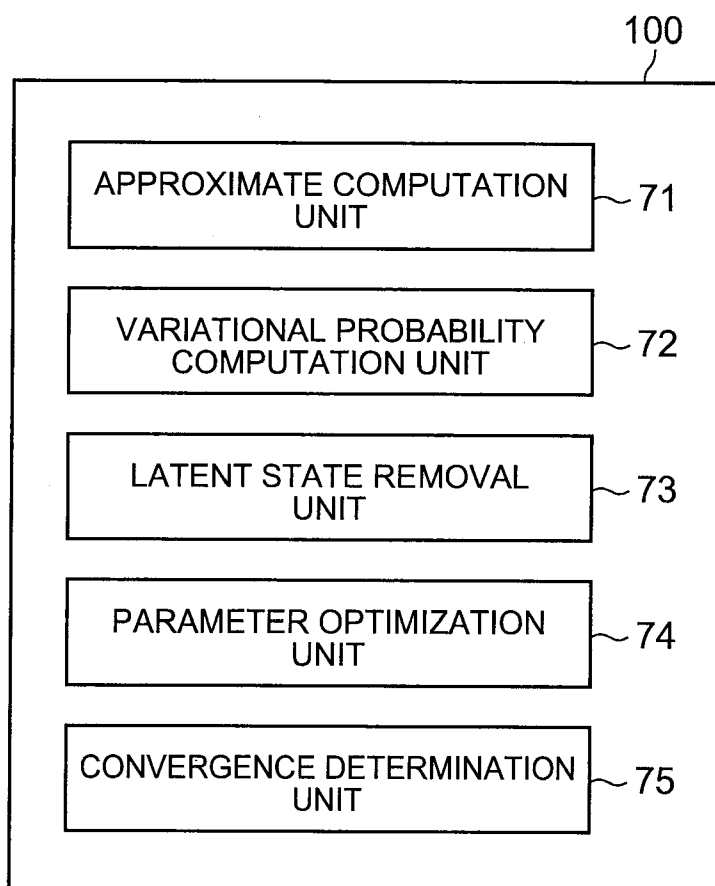 100
APPROXIMATE COMPUTATION
UNIT
71
VARIATIONAL PROBABILITY
COMPUTATION UNIT
72
LATENT STATE REMOVAL
UNIT
73
PARAMETER OPTIMIZATION
UNIT
74
CONVERGENCE DETERMINATION
UNIT
75